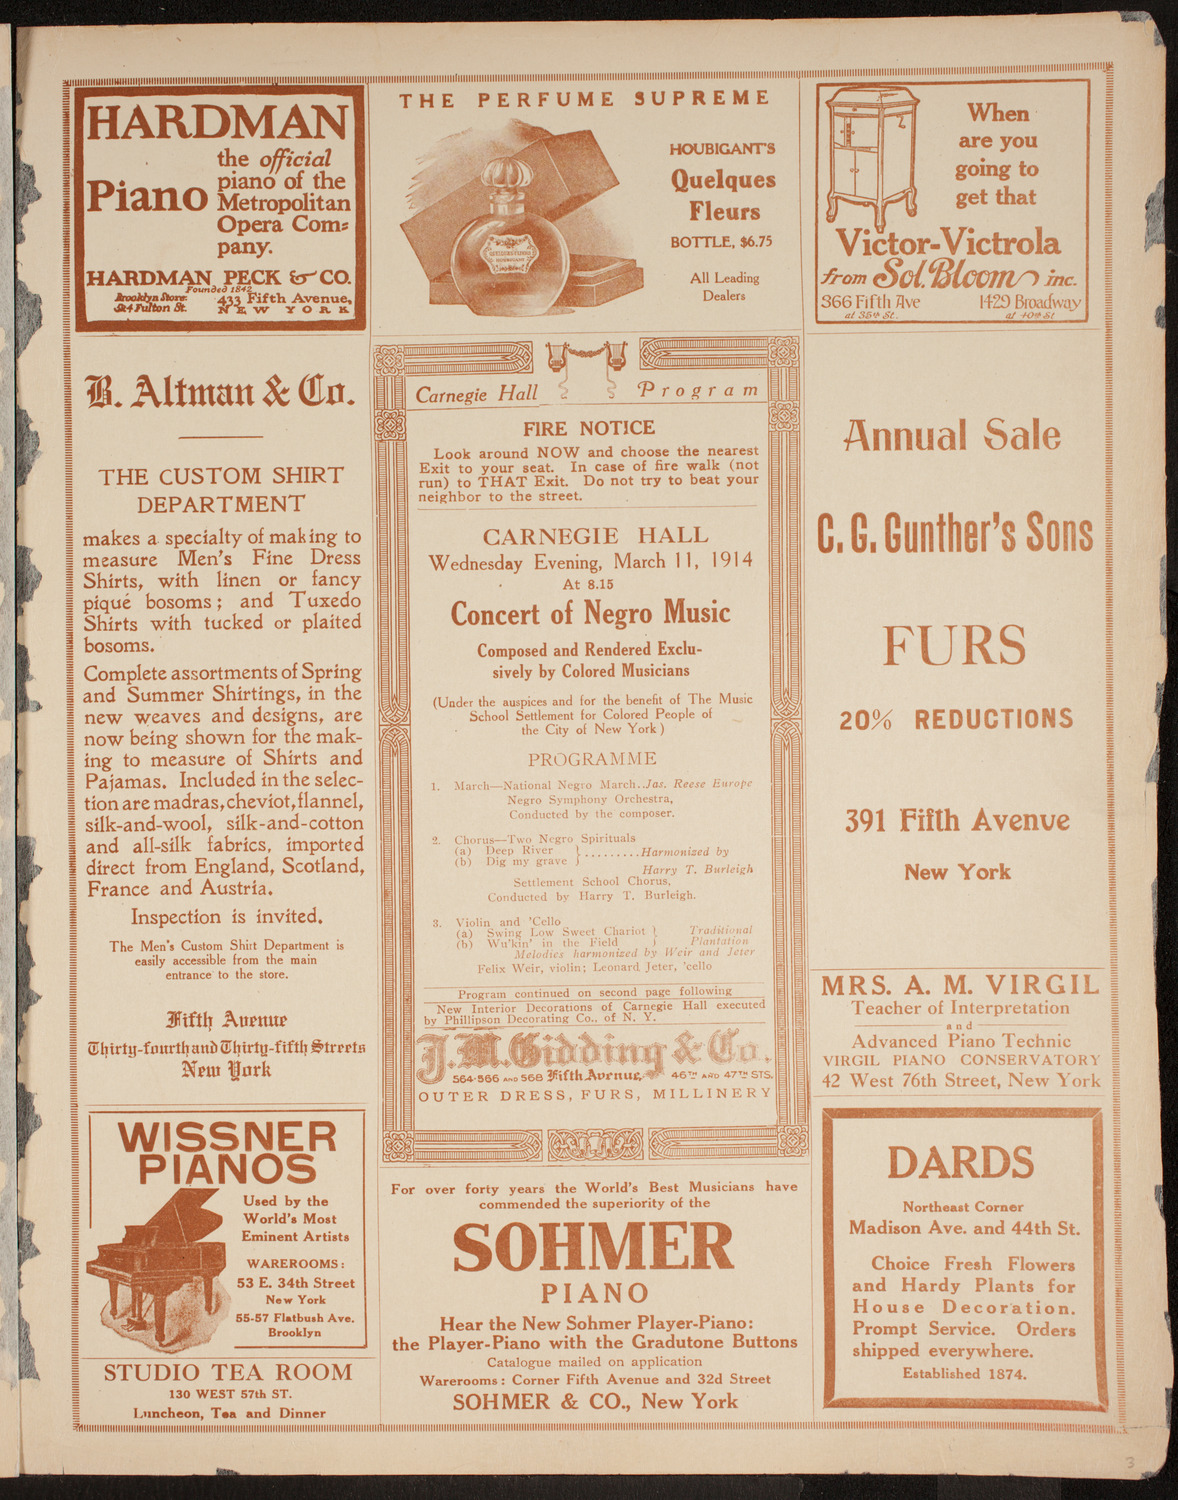 HARDMAN
Piano
the official
piano of the
Metropolitan
Opera Com=
pany.
HARDMAN PECK & CO.
Founded 1842
Brooklyn Store:
524 Fulton St.
433 Fifth Avenue,
NEW YORK
THE PERFUME SUPREME
HOUBIGANT'S
Quelques
Fleurs
BOTTLE, $6.75
All Leading
Dealers
When
are you
going to
get that
Victor-Victrola
from Sol. Bloom inc.
366 Fifth Ave
at 35th St.
1429 Broadway
at 40th St
B. Altman & Co.
THE CUSTOM SHIRT
DEPARTMENT
makes a specialty of making to
measure Men's Fine Dress
Shirts, with linen or fancy
piqué bosoms; and Tuxedo
Shirts with tucked or plaited
bosoms.
Complete assortments of Spring
and Summer Shirtings, in the
new weaves and designs, are
now being shown for the mak-
ing to measure of Shirts and
Pajamas. Included in the selec-
tion are madras, cheviot, flannel,
silk-and-wool, silk-and-cotton
and all-silk fabrics, imported
direct from England, Scotland,
France and Austria.
Inspection is invited.
The Men's Custom Shirt Department is
easily accessible from the main
entrance to the store.
Fifth Avenue
Thirty-fourth and Thirty-fifth Streets
New York
WISSNER
PIANOS
Used by the
World's Most
Eminent Artists
WAREROOMS:
53 E. 34th Street
New York
55-57 Flatbush Ave.
Brooklyn
STUDIO TEA ROOM
130 WEST 57th ST.
Luncheon, Tea and Dinner
Carnegie Hall Program
FIRE NOTICE
Look around NOW and choose the nearest
Exit to your seat. In case of fire walk (not
run) to THAT Exit. Do not try to beat your
neighbor to the street.
CARNEGIE HALL
Wednesday Evening, March 11, 1914
At 8.15
Concert of Negro Music
Composed and Rendered Exclu-
sively by Colored Musicians
(Under the auspices and for the benefit of The Music
School Settlement for Colored People of
the City of New York)
PROGRAMME
1. March—National Negro March..Jas. Reese Europe
Negro Symphony Orchestra,
Conducted by the composer.
2. Chorus—Two Negro Spirituals
(a) Deep River } .........Harmonized by
(b) Dig my grave }
Harry T. Burleigh
Settlement School Chorus,
Conducted by Harry T. Burleigh.
3. Violin and 'Cello
(a) Swing Low Sweet Chariot } Traditional
(b) Wu'kin' in the Field } Plantation
Melodies harmonized by Weir and Jeter
Felix Weir, violin; Leonard Jeter, 'cello
Program continued on second page following
New Interior Decorations of Carnegie Hall executed
by Phillipson Decorating Co., of N. Y.
J. M. Gidding & Co.
564-566 AND 568 Fifth Avenue, 46TH AND 47TH STS.
OUTER DRESS, FURS, MILLINERY
For over forty years the World's Best Musicians have
commended the superiority of the
SOHMER
PIANO
Hear the New Sohmer Player-Piano:
the Player-Piano with the Gradutone Buttons
Catalogue mailed on application
Warerooms: Corner Fifth Avenue and 32d Street
SOHMER & CO., New York
Annual Sale
C. G. Gunther's Sons
FURS
20% REDUCTIONS
391 Fifth Avenue
New York
MRS. A. M. VIRGIL
Teacher of Interpretation
and
Advanced Piano Technic
VIRGIL PIANO CONSERVATORY
42 West 76th Street, New York
DARDS
Northeast Corner
Madison Ave. and 44th St.
Choice Fresh Flowers
and Hardy Plants for
House Decoration.
Prompt Service. Orders
shipped everywhere.
Established 1874.
3